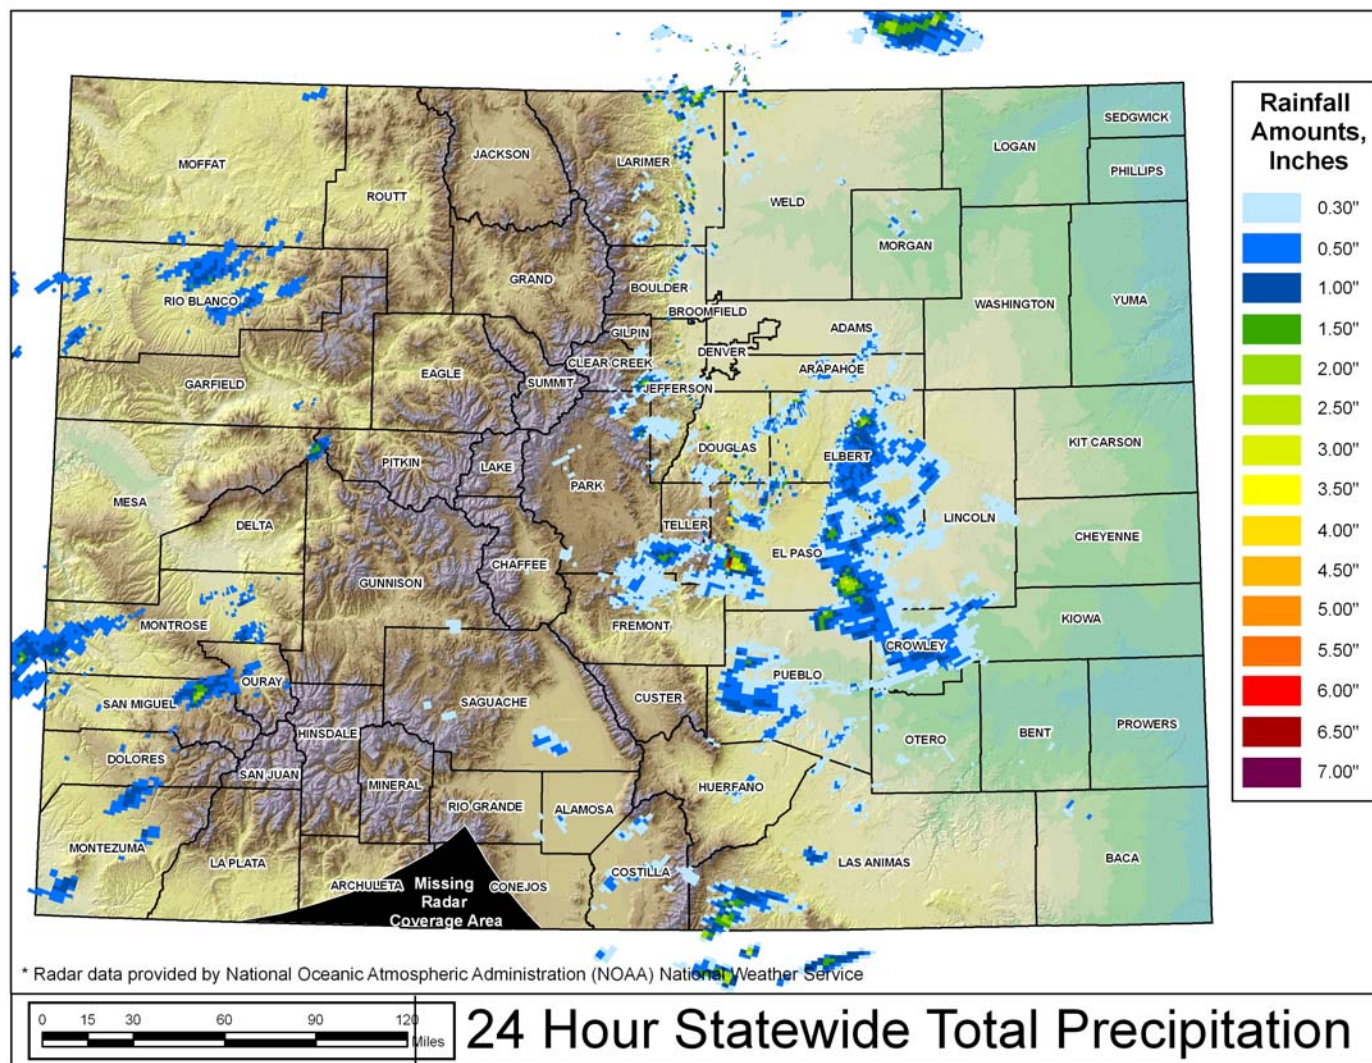 SEDGWICK
LOGAN
JACKSON
LARIMER
MOFFAT
PHILLIPS
ROUTT
WELD
MORGAN
GRAND
BOULDER
RIO BLANCO
WASHINGTON
YUMA
BROOMFIELD
GILPIN
ADAMS
DENVER
CLEAR CREEK
EAGLE
ARAPAHOE
GARFIELD
SUMMIT
JEFFERSON
KIT CARSON
DOUGLAS
ELBERT
PITKIN
LAKE
PARK
MESA
LINCOLN
DELTA
TELLER
CHEYENNE
EL PASO
CHAFFEE
GUNNISON
KIOWA
MONTROSE
FREMONT
CROWLEY
PUEBLO
OURAY
CUSTER
SAGUACHE
SAN MIGUEL
PROWERS
HINSDALE
BENT
OTERO
DOLORES
SAN JUAN
MINERAL
HUERFANO
RIO GRANDE
ALAMOSA
MONTEZUMA
BACA
LA PLATA
LAS ANIMAS
COSTILLA
ARCHULETA
CONEJOS
Missing
Radar
Coverage Area
Rainfall
Amounts,
Inches
0.30"
0.50"
1.00"
1.50"
2.00"
2.50"
3.00"
3.50"
4.00"
4.50"
5.00"
5.50"
6.00"
6.50"
7.00"
* Radar data provided by National Oceanic Atmospheric Administration (NOAA) National Weather Service
0 15 30 60 90 120
Miles
24 Hour Statewide Total Precipitation